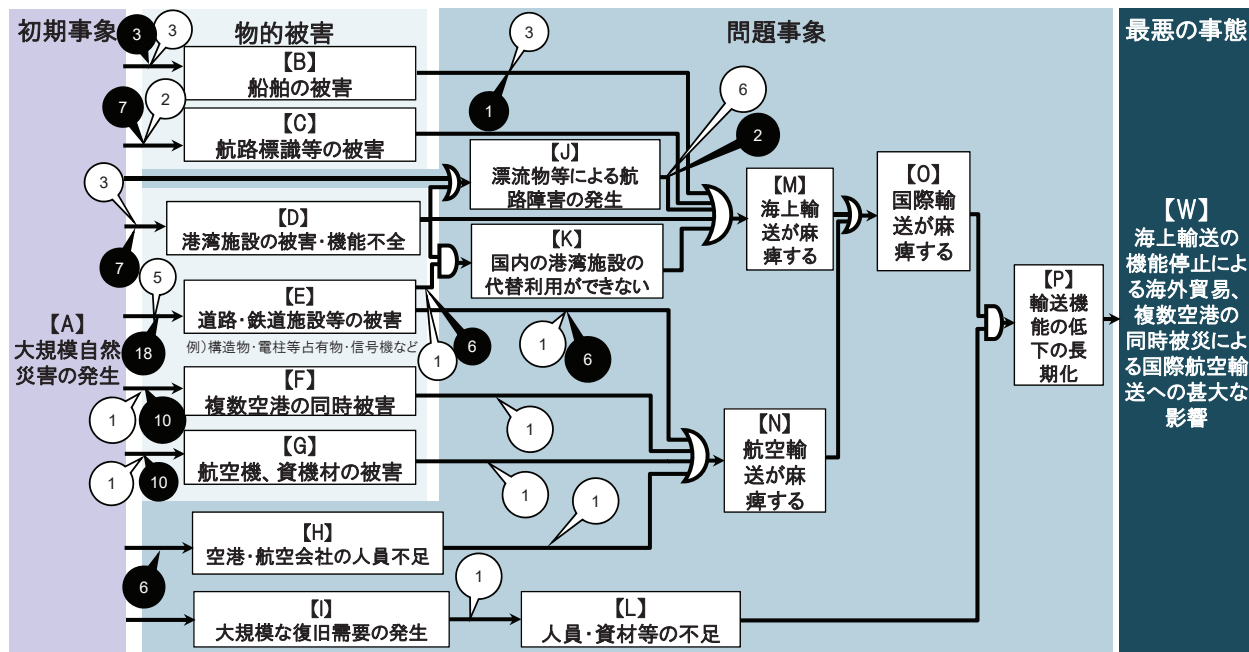 初期事象
物的被害
問題事象
最悪の事態
3
3
【B】
船舶の被害
3
1
7
2
【C】
航路標識等の被害
6
2
3
7
【D】
港湾施設の被害・機能不全
【J】
漂流物等による航
路障害の発生
【K】
国内の港湾施設の
代替利用ができない
【M】
海上輸
送が麻
痺する
【O】
国際輸
送が麻
痺する
5
18
【E】
道路・鉄道施設等の被害
例）構造物・電柱等占有物・信号機など
1
6
1
6
【A】
大規模自然
災害の発生
1
10
【F】
複数空港の同時被害
1
1
10
【G】
航空機、資機材の被害
1
【N】
航空輸
送が麻
痺する
【P】
輸送機
能の低
下の長
期化
【W】
海上輸送の
機能停止によ
る海外貿易、
複数空港の
同時被災によ
る国際航空輸
送への甚大な
影響
6
【H】
空港・航空会社の人員不足
1
【I】
大規模な復旧需要の発生
1
【L】
人員・資材等の不足